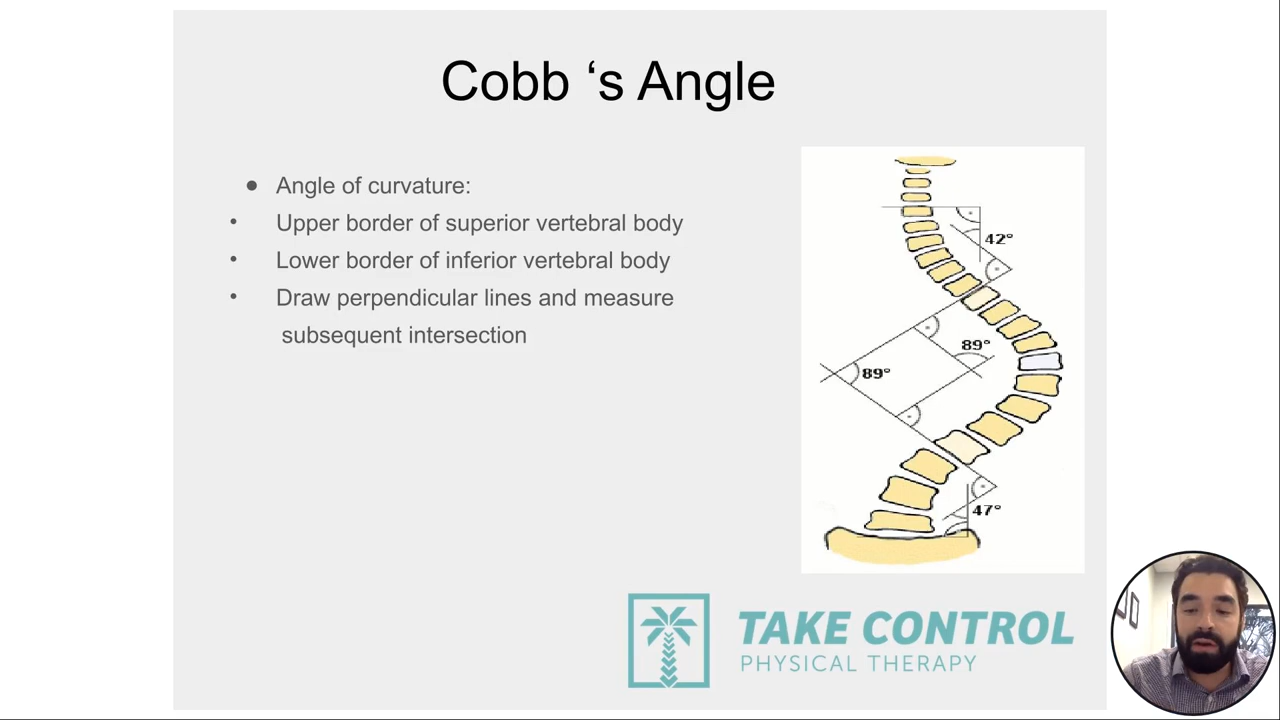 Cobb ‘s Angle
● Angle of curvature:
• Upper border of superior vertebral body
• Lower border of inferior vertebral body
• Draw perpendicular lines and measure
subsequent intersection
42°
89°
89°
47°
TAKE CONTROL
PHYSICAL THERAPY